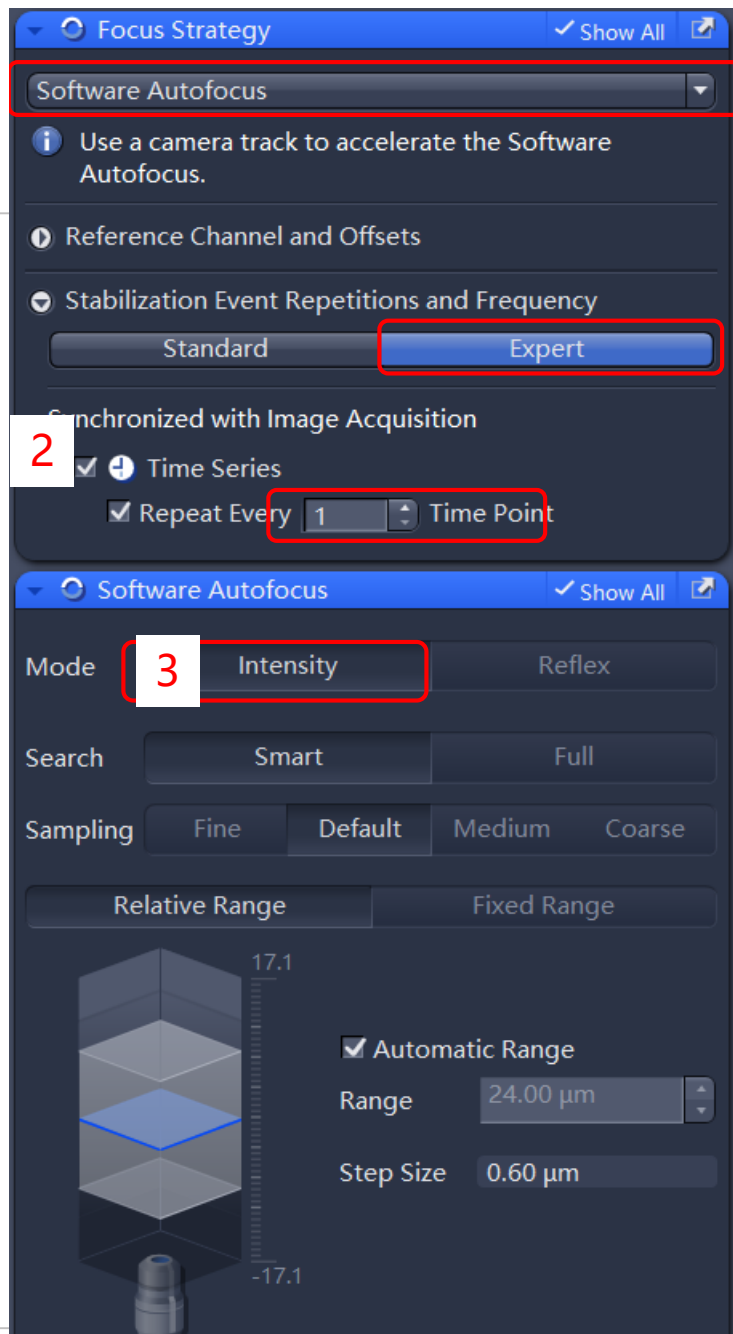 Focus Strategy Show All
Software Autofocus
Use a camera track to accelerate the Software
Autofocus.
Reference Channel and Offsets
Stabilization Event Repetitions and Frequency
Standard Expert
Synchronized with Image Acquisition
2
Time Series
Repeat Every 1 Time Point
Software Autofocus Show All
Mode 3 Intensity Reflex
Search Smart Full
Sampling Fine Default Medium Coarse
Relative Range Fixed Range
17.1
Automatic Range
Range 24.00 µm
Step Size 0.60 µm
-17.1